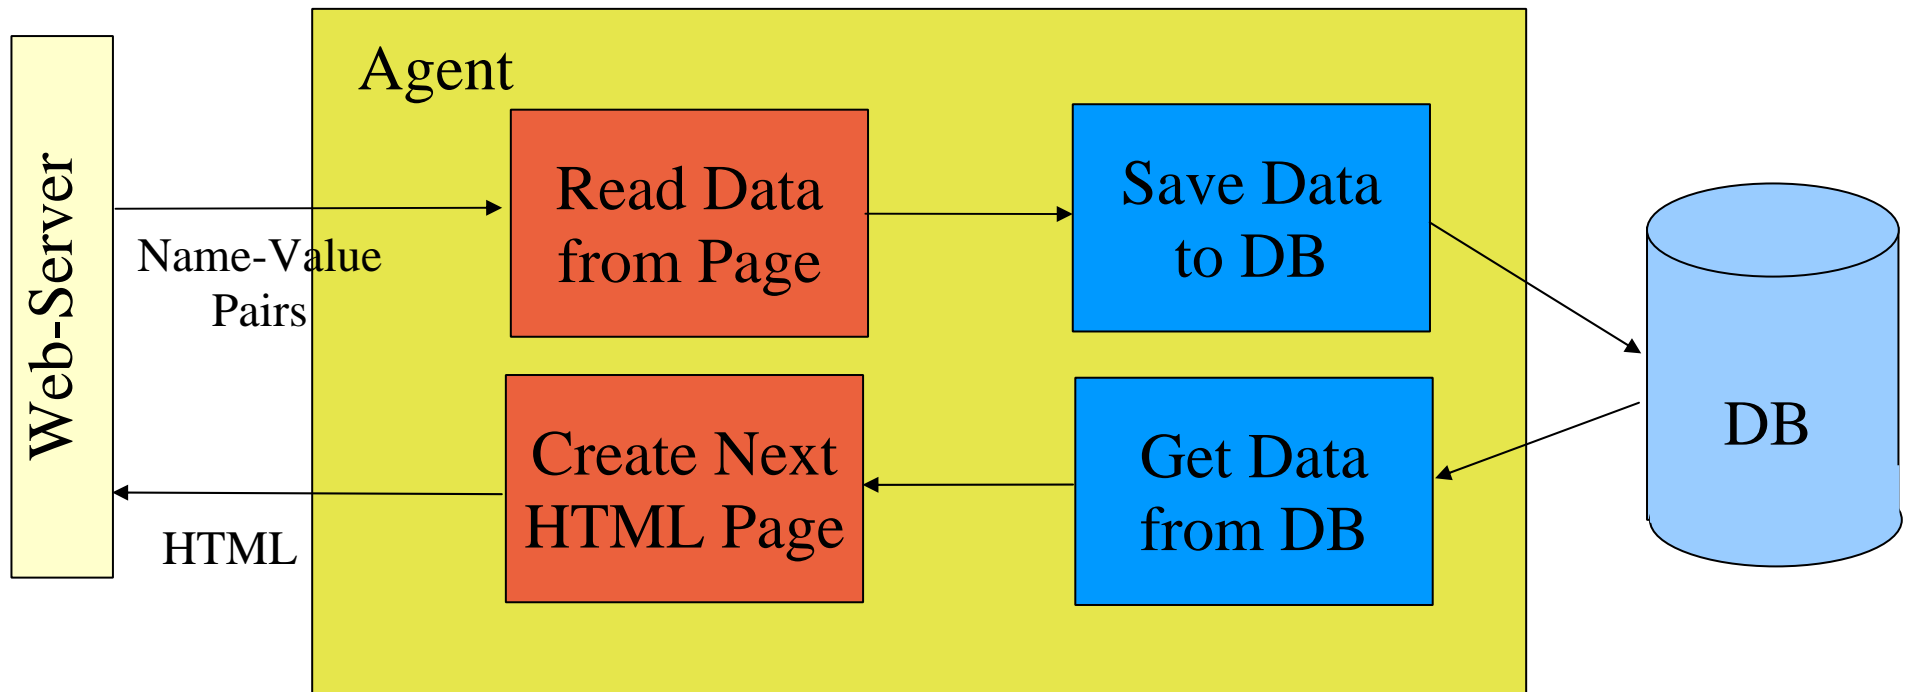 Agent
Web-Server
Name-Value
Pairs
Read Data
from Page
Save Data
to DB
DB
Create Next
HTML Page
Get Data
from DB
HTML